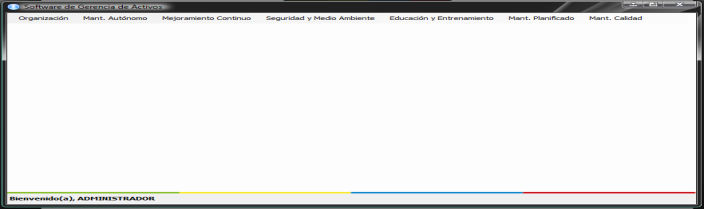 Software de Gerencia de Activos
Organización Mant. Autónomo Mejoramiento Continuo Seguridad y Medio Ambiente Educación y Entrenamiento Mant. Planificado Mant. Calidad
Bienvenido(a), ADMINISTRADOR